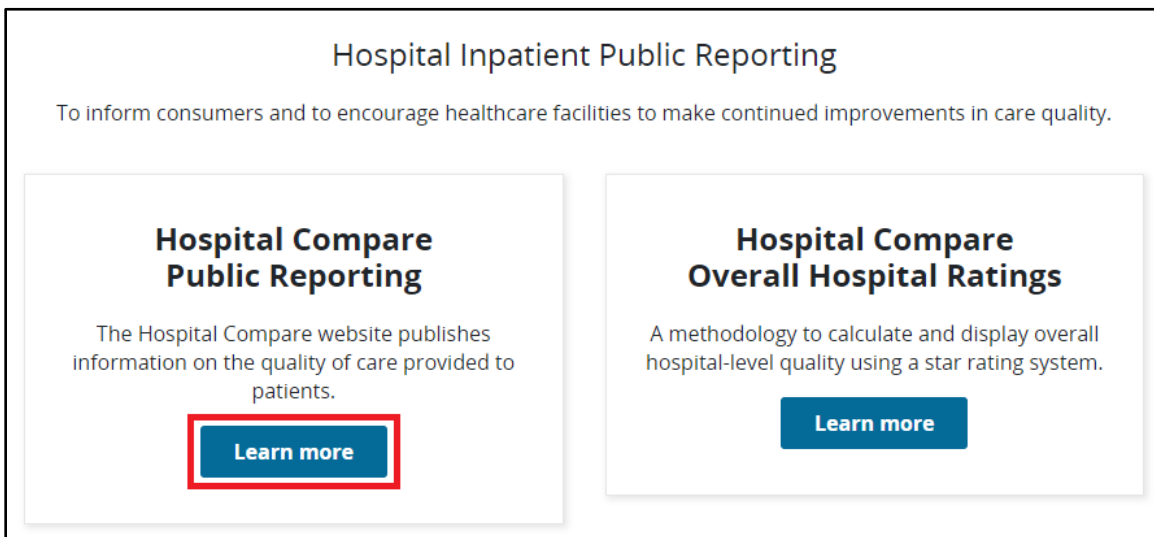 Hospital Inpatient Public Reporting
To inform consumers and to encourage healthcare facilities to make continued improvements in care quality.
Hospital Compare
Public Reporting
The Hospital Compare website publishes
information on the quality of care provided to
patients.
Learn more
Hospital Compare
Overall Hospital Ratings
A methodology to calculate and display overall
hospital-level quality using a star rating system.
Learn more